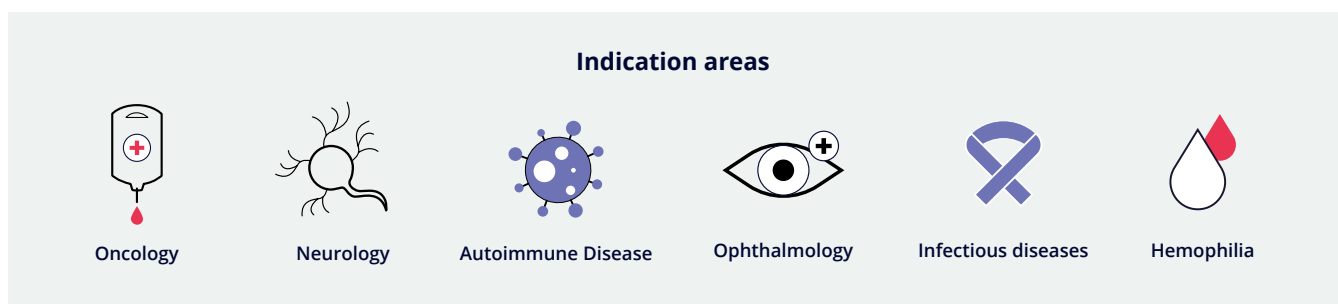 Indication areas
Oncology
Neurology
Autoimmune Disease
Ophthalmology
Infectious diseases
Hemophilia